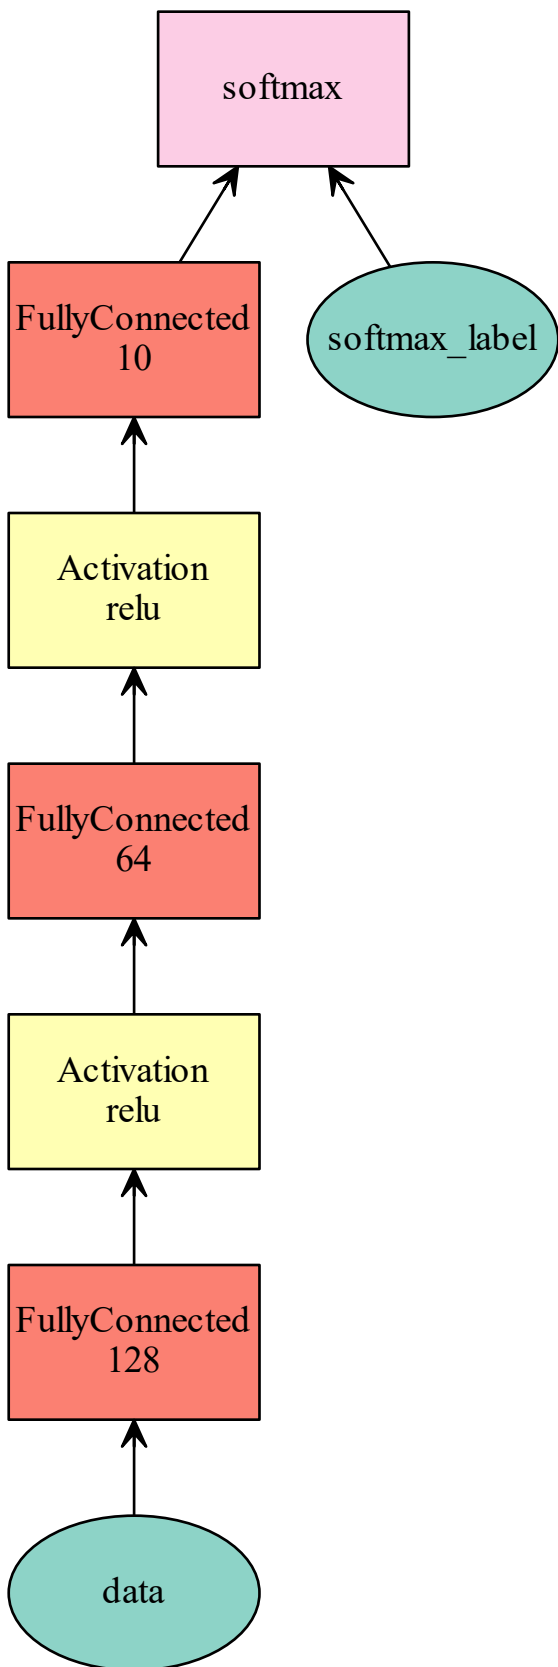 softmax
FullyConnected
10
softmax_label
Activation
relu
FullyConnected
64
Activation
relu
FullyConnected
128
data